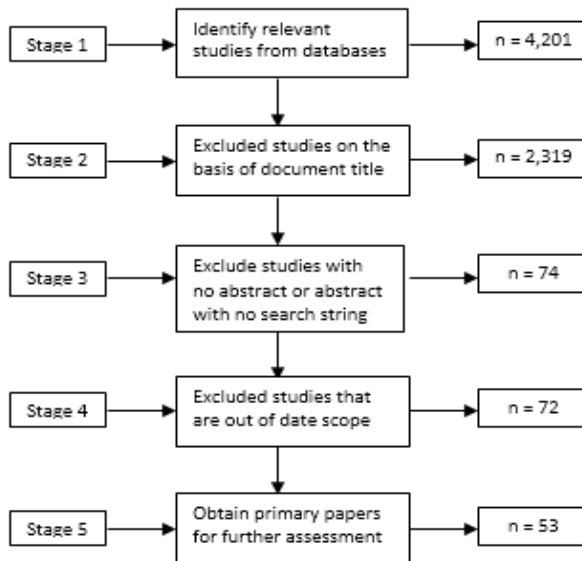 Stage 1
Identify relevant
studies from databases
n = 4,201
Stage 2
Excluded studies on the
basis of document title
n = 2,319
Stage 3
Exclude studies with
no abstract or abstract
with no search string
n = 74
Stage 4
Excluded studies that
are out of date scope
n = 72
Stage 5
Obtain primary papers
for further assessment
n = 53